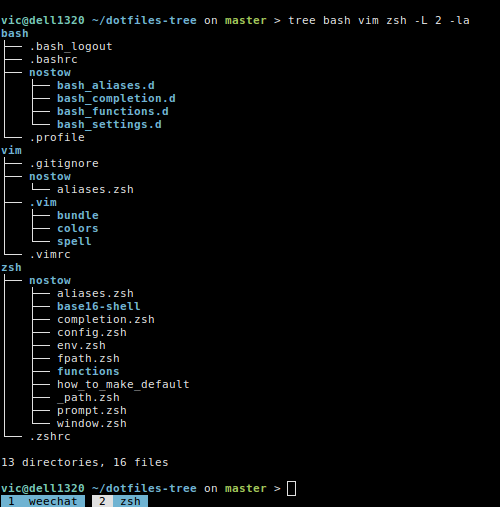 vic@dell1320 ~/dotfiles-tree on master > tree bash vim zsh -L 2 -la
bash
├── .bash_logout
├── .bashrc
├── nostow
│   ├── bash_aliases.d
│   ├── bash_completion.d
│   ├── bash_functions.d
│   └── bash_settings.d
└── .profile
vim
├── .gitignore
├── nostow
│   └── aliases.zsh
├── .vim
│   ├── bundle
│   ├── colors
│   └── spell
└── .vimrc
zsh
├── nostow
│   ├── aliases.zsh
│   ├── base16-shell
│   ├── completion.zsh
│   ├── config.zsh
│   ├── env.zsh
│   ├── fpath.zsh
│   ├── functions
│   ├── how_to_make_default
│   ├── _path.zsh
│   ├── prompt.zsh
│   └── window.zsh
└── .zshrc
13 directories, 16 files
vic@dell1320 ~/dotfiles-tree on master >
1 weechat 2 zsh